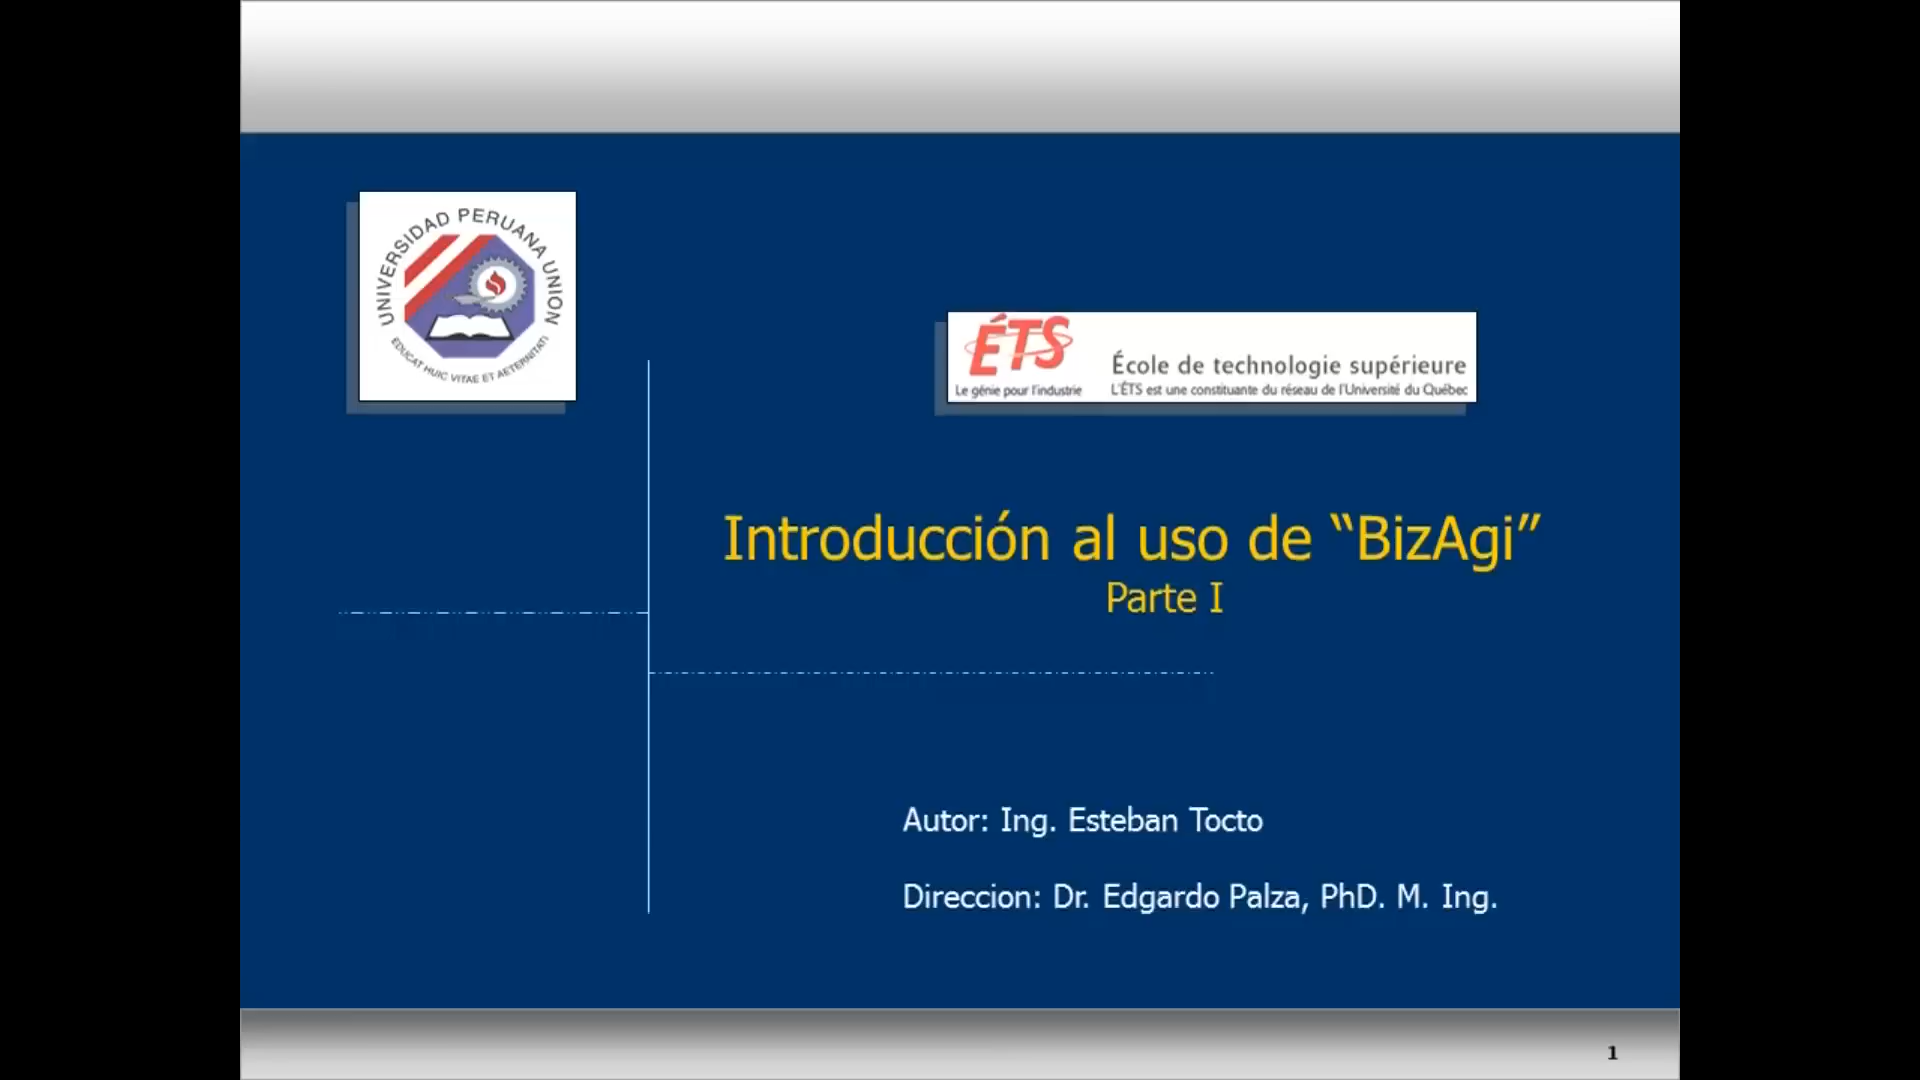 UNIVERSIDAD PERUANA UNION
EDUCAT HUIC VITAE ET AETERNITATI
ÉTS
Le génie pour l'industrie
École de technologie supérieure
L'ÉTS est une constituante du réseau de l'Université du Québec
Introducción al uso de “BizAgi”
Parte I
Autor: Ing. Esteban Tocto
Direccion: Dr. Edgardo Palza, PhD. M. Ing.
1